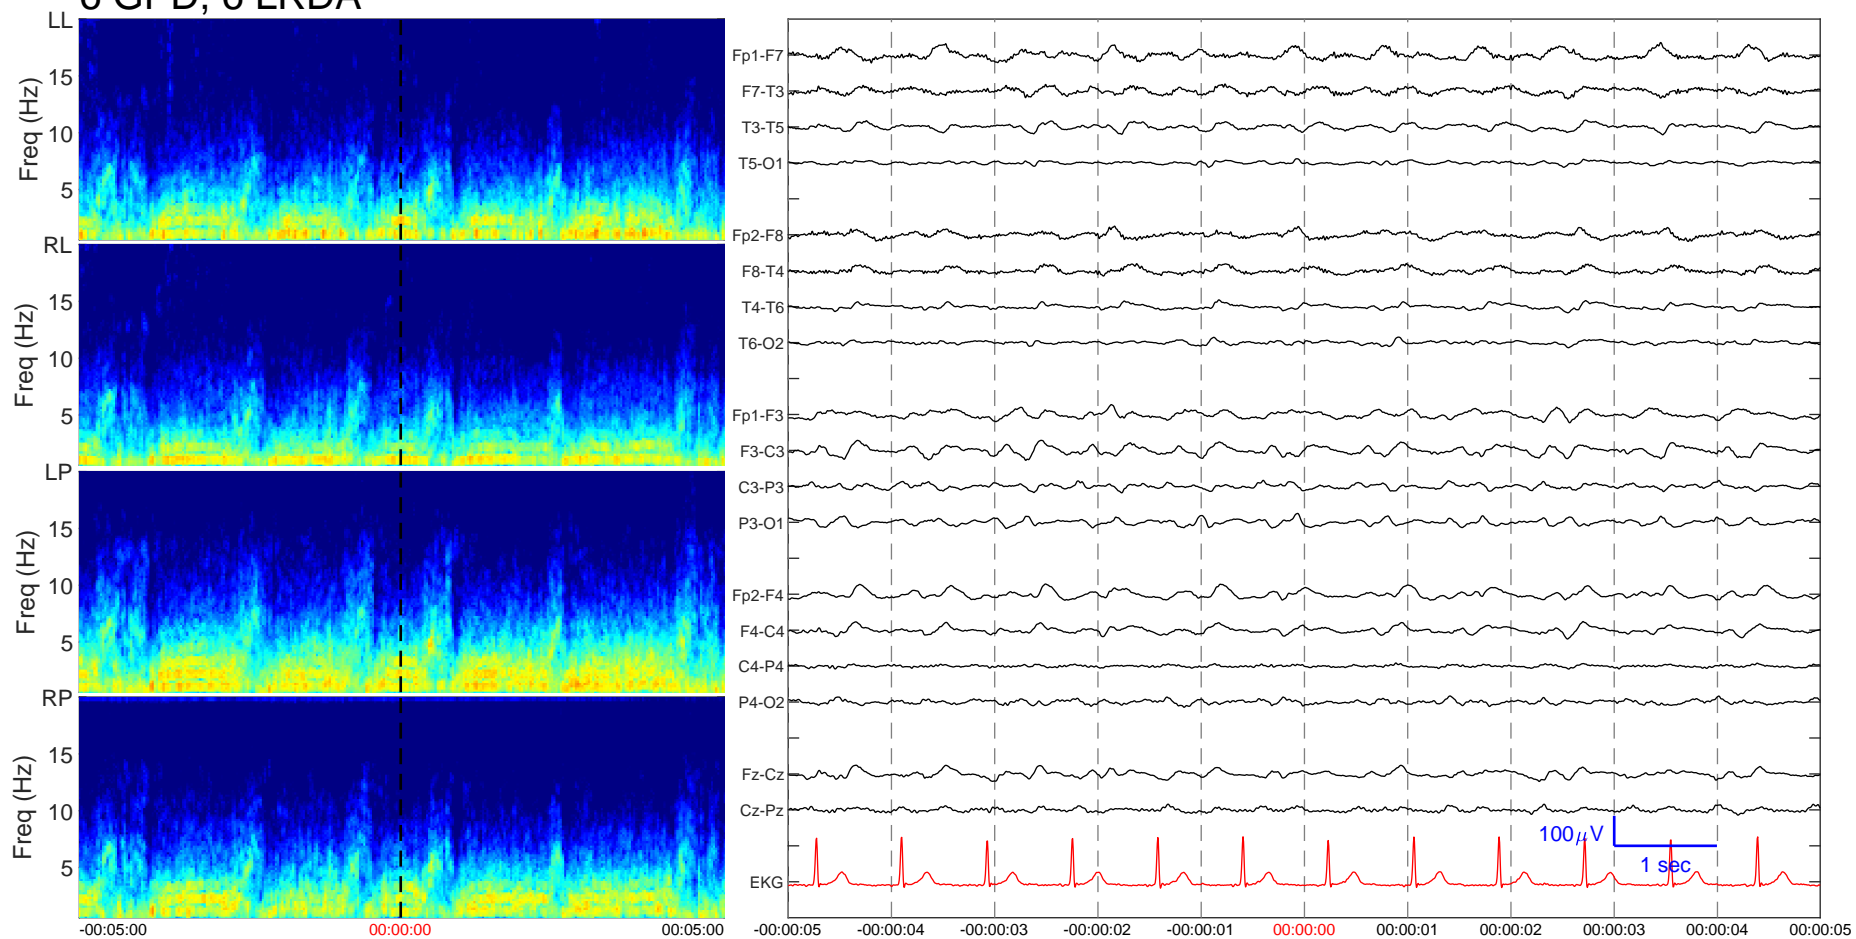 LL
15
10
5
Freq (Hz)
RL
15
10
5
Freq (Hz)
LP
15
10
5
Freq (Hz)
RP
15
10
5
Freq (Hz)
-00:05:00
00:00:00
00:05:00
Fp1-F7
F7-T3
T3-T5
T5-O1
Fp2-F8
F8-T4
T4-T6
T6-O2
Fp1-F3
F3-C3
C3-P3
P3-O1
Fp2-F4
F4-C4
C4-P4
P4-O2
Fz-Cz
Cz-Pz
EKG
100μV
1 sec
-00:00:05
-00:00:04
-00:00:03
-00:00:02
-00:00:01
00:00:00
00:00:01
00:00:02
00:00:03
00:00:04
00:00:05